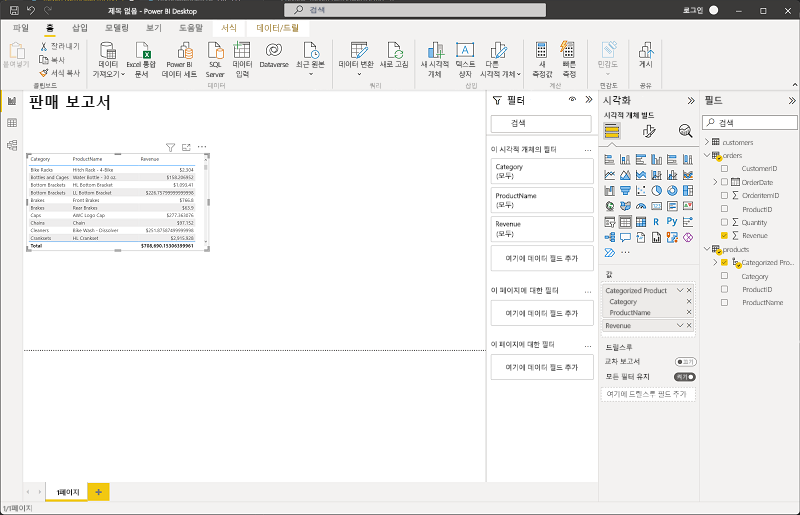 제목 없음 - Power BI Desktop
검색
로그인
파일 홈 삽입 모델링 보기 도움말 서식 데이터/드릴
붙여넣기
잘라내기
복사
서식 복사
클립보드
데이터 가져오기
Excel 통합 문서
Power BI 데이터 세트
SQL Server
데이터 입력
Dataverse
최근 원본
데이터
데이터 변환
새로 고침
쿼리
새 시각적 개체
텍스트 상자
다른 시각적 개체
삽입
새 측정값
빠른 측정
계산
민감도
민감도
게시
공유
판매 보고서
Category ProductName Revenue
Bike Racks Hitch Rack - 4-Bike $2,304
Bottles and Cages Water Bottle - 30 oz. $159.206952
Bottom Brackets HL Bottom Bracket $1,093.41
Bottom Brackets LL Bottom Bracket $226.75799999999998
Brakes Front Brakes $766.8
Brakes Rear Brakes $63.9
Caps AWC Logo Cap $277.363076
Chains Chain $97.152
Cleaners Bike Wash - Dissolver $251.87587499999998
Cranksets HL Crankset $2,915.928
Total $708,690.15306399961
필터
검색
이 시각적 개체의 필터
Category
(모두)
ProductName
(모두)
Revenue
(모두)
여기에 데이터 필드 추가
이 페이지에 대한 필터
여기에 데이터 필드 추가
이 페이지에 대한 필터
여기에 데이터 필드 추가
시각화
시각적 개체 빌드
R Py
값
Categorized Product
Category
ProductName
Revenue
드릴스루
교차 보고서
끄기
모든 필터 유지
켜기
여기에 드릴스루 필드 추가
필드
검색
customers
orders
CustomerID
OrderDate
OrderItemID
ProductID
Quantity
Revenue
products
Categorized Pro...
Category
ProductID
ProductName
1페이지
1/1페이지